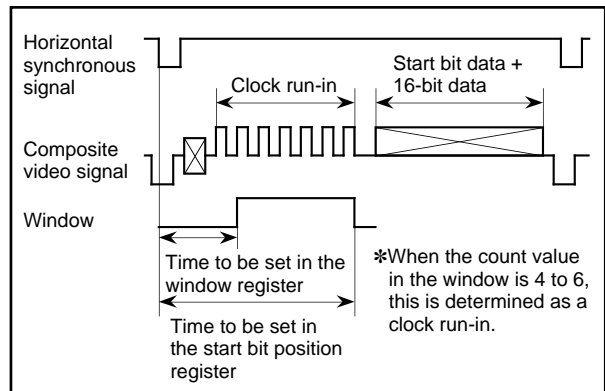 Horizontal
synchronous
signal
Clock run-in
Start bit data +
16-bit data
Composite
video signal
Window
Time to be set in the
window register
Time to be set in
the start bit position
register
✽When the count value
in the window is 4 to 6,
this is determined as a
clock run-in.